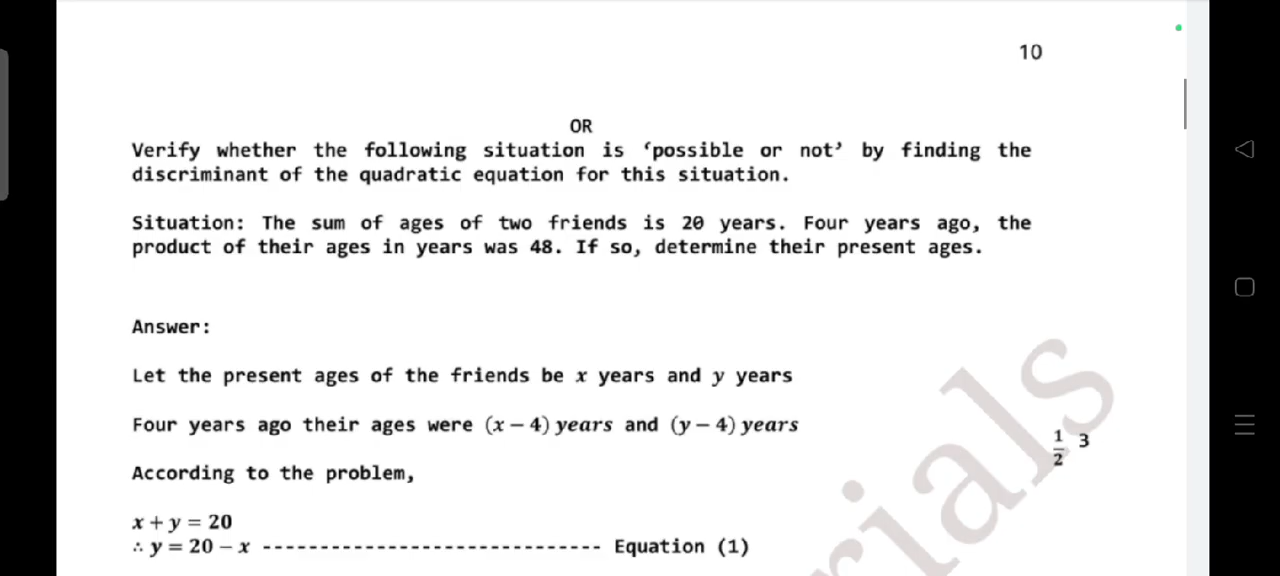 10
OR
Verify whether the following situation is ‘possible or not’ by finding the
discriminant of the quadratic equation for this situation.
Situation: The sum of ages of two friends is 20 years. Four years ago, the
product of their ages in years was 48. If so, determine their present ages.
Answer:
Let the present ages of the friends be x years and y years
Four years ago their ages were (x – 4) years and (y – 4) years
1/2 3
According to the problem,
x + y = 20
∴ y = 20 – x ------------------------------ Equation (1)
ials